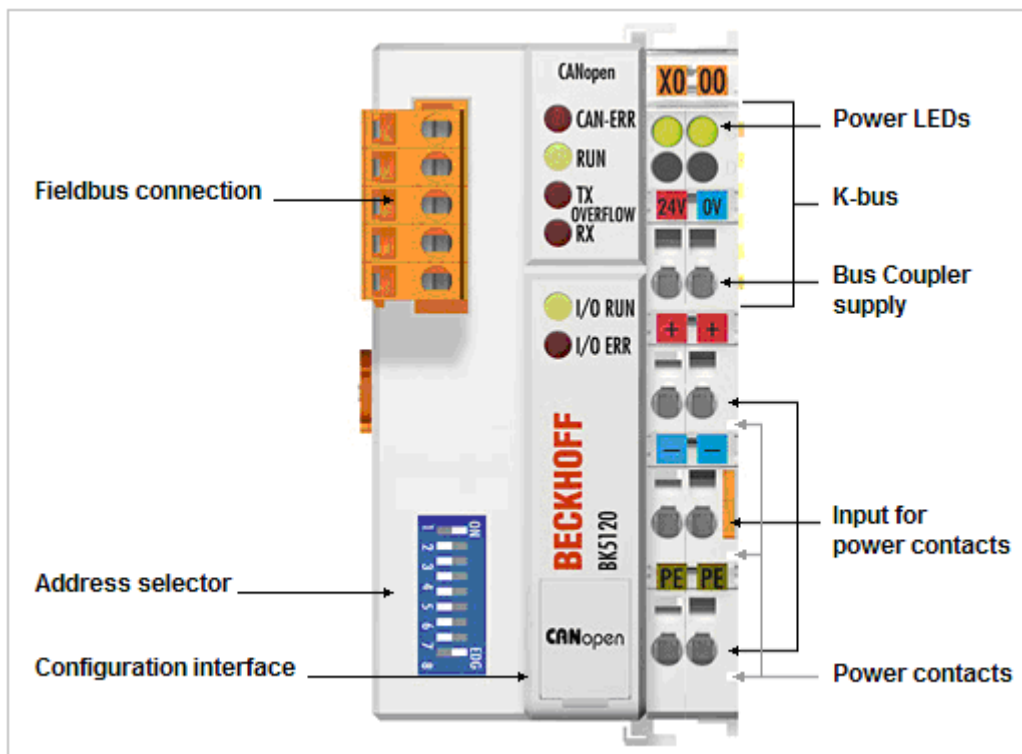 CANopen
X0 00
CAN-ERR
Power LEDs
RUN
Fieldbus connection
TX
K-bus
24V 0V
OVERFLOW
RX
Bus Coupler
supply
I/O RUN
+ +
I/O ERR
BECKHOFF
BK5120
− −
Input for
power contacts
ON
1
2
3
4
5
6
7
8
EDG
PE PE
Address selector
CANopen
Configuration interface
Power contacts